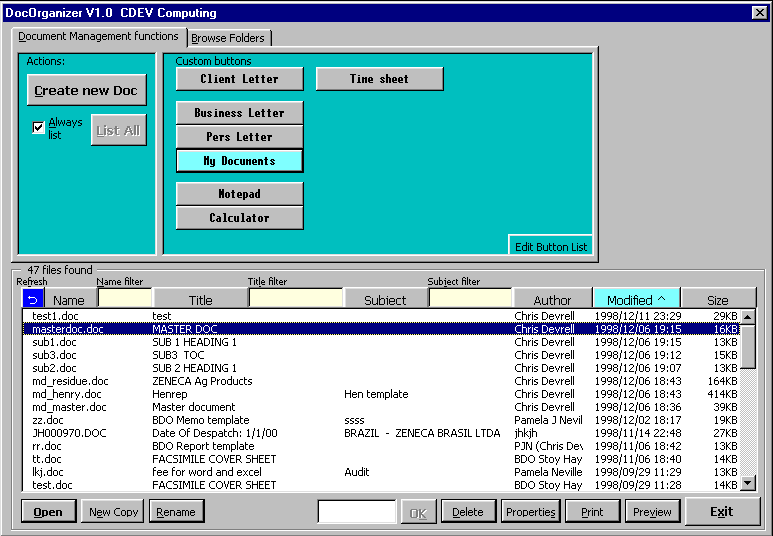 DocOrganizer V1.0 CDEV Computing
Document Management functions Browse Folders
Actions: Custom buttons
Create new Doc Client Letter Time sheet
Always list List All Business Letter
Pers Letter
My Documents
Notepad
Calculator
Edit Button List
47 files found
Refresh Name filter Title filter Subject filter
Name Title Subject Author Modified ^ Size
test1.doc test Chris Devrell 1998/12/11 23:29 29KB
masterdoc.doc MASTER DOC Chris Devrell 1998/12/06 19:15 16KB
sub1.doc SUB 1 HEADING 1 Chris Devrell 1998/12/06 19:15 13KB
sub3.doc SUB3 TOC Chris Devrell 1998/12/06 19:12 15KB
sub2.doc SUB 2 HEADING 1 Chris Devrell 1998/12/06 19:07 13KB
md_residue.doc ZENECA Ag Products Chris Devrell 1998/12/06 18:43 164KB
md_henry.doc Henrep Hen template Chris Devrell 1998/12/06 18:43 414KB
md_master.doc Master document Chris Devrell 1998/12/06 18:36 39KB
zz.doc BDO Memo template ssss Pamela J Nevil 1998/12/02 18:17 19KB
JH000970.DOC Date Of Despatch: 1/1/00 BRAZIL - ZENECA BRASIL LTDA jhkjh 1998/11/14 22:48 27KB
rr.doc BDO Report template PJN (Chris Dev 1998/11/06 18:42 13KB
tt.doc FACSIMILE COVER SHEET BDO Stoy Hay 1998/11/06 18:40 14KB
lkj.doc fee for word and excel Audit Pamela Neville 1998/09/29 11:29 13KB
test.doc FACSIMILE COVER SHEET BDO Stoy Hay 1998/09/29 11:28 14KB
Open New Copy Rename OK Delete Properties Print Preview Exit